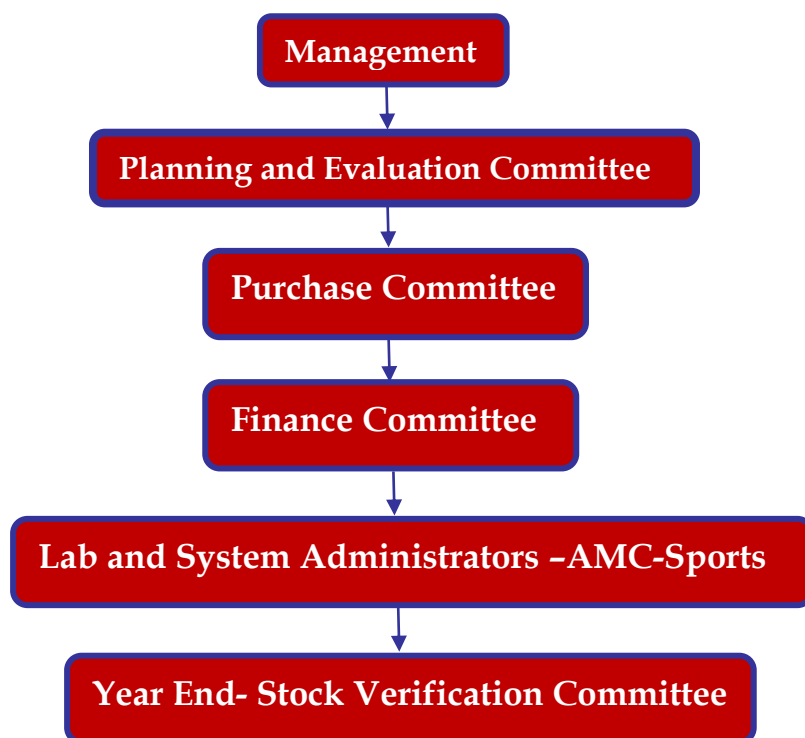 Management
Planning and Evaluation Committee
Purchase Committee
Finance Committee
Lab and System Administrators –AMC-Sports
Year End- Stock Verification Committee